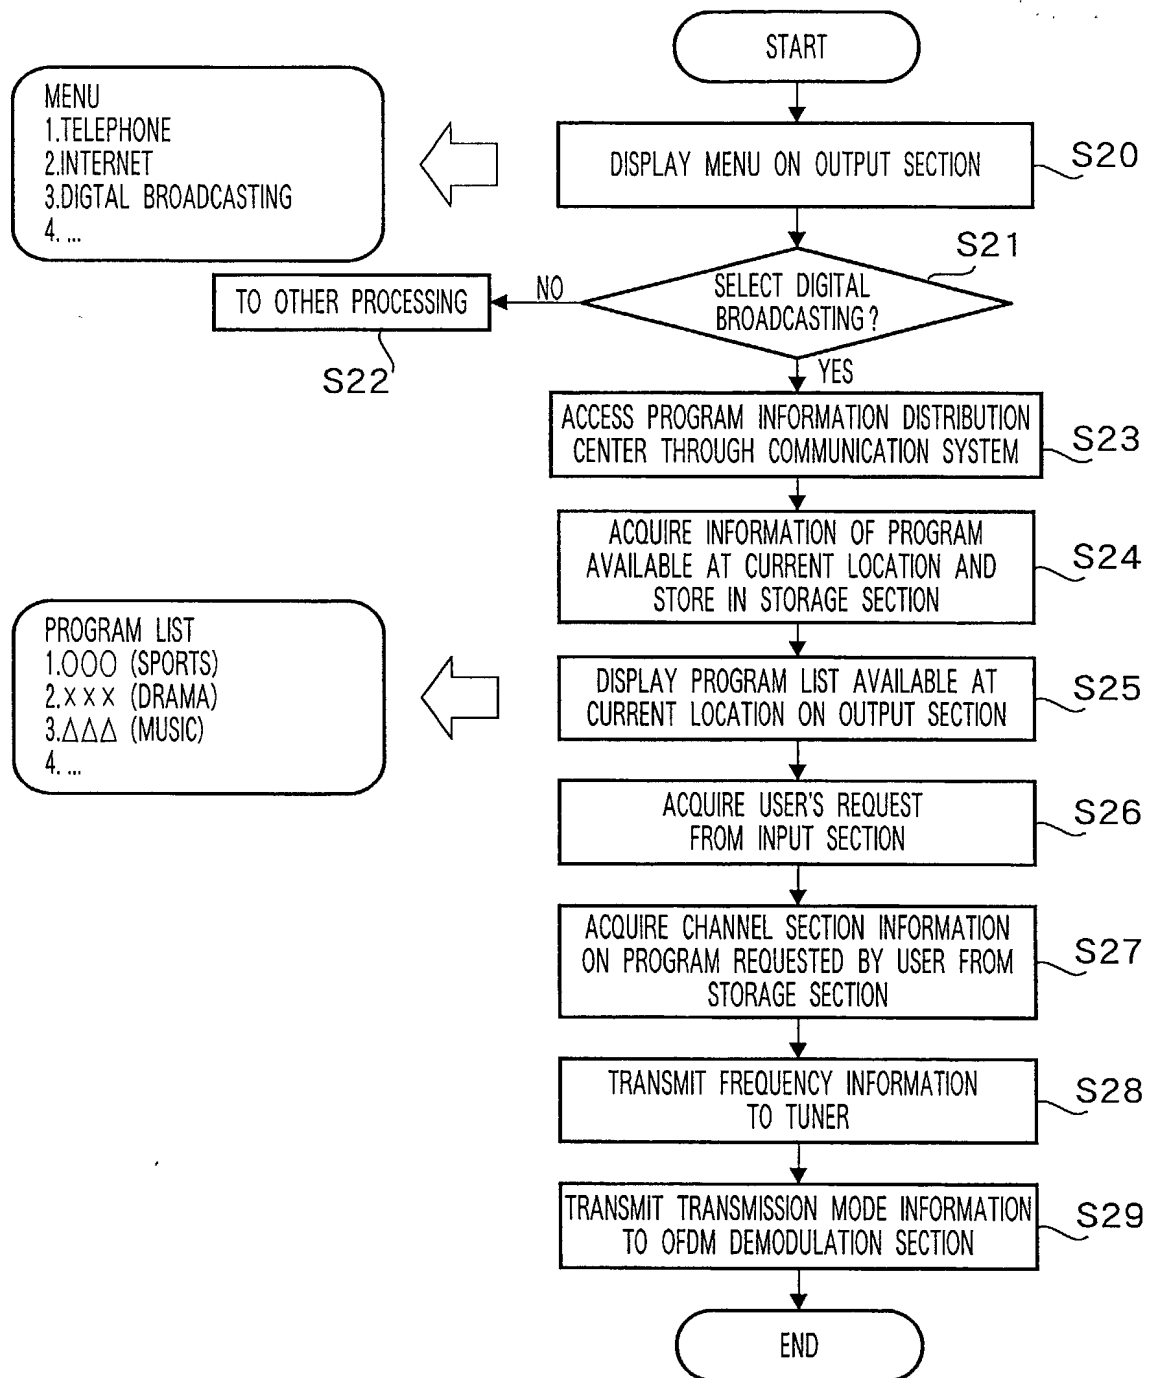 START
MENU
1.TELEPHONE
2.INTERNET
3.DIGTAL BROADCASTING
4. ...
DISPLAY MENU ON OUTPUT SECTION
S20
S21
SELECT DIGITAL
BROADCASTING?
NO
TO OTHER PROCESSING
S22
YES
ACCESS PROGRAM INFORMATION DISTRIBUTION
CENTER THROUGH COMMUNICATION SYSTEM
S23
ACQUIRE INFORMATION OF PROGRAM
AVAILABLE AT CURRENT LOCATION AND
STORE IN STORAGE SECTION
S24
PROGRAM LIST
1.○○○ (SPORTS)
2.××× (DRAMA)
3.△△△ (MUSIC)
4. ...
DISPLAY PROGRAM LIST AVAILABLE AT
CURRENT LOCATION ON OUTPUT SECTION
S25
ACQUIRE USER'S REQUEST
FROM INPUT SECTION
S26
ACQUIRE CHANNEL SECTION INFORMATION
ON PROGRAM REQUESTED BY USER FROM
STORAGE SECTION
S27
TRANSMIT FREQUENCY INFORMATION
TO TUNER
S28
TRANSMIT TRANSMISSION MODE INFORMATION
TO OFDM DEMODULATION SECTION
S29
END